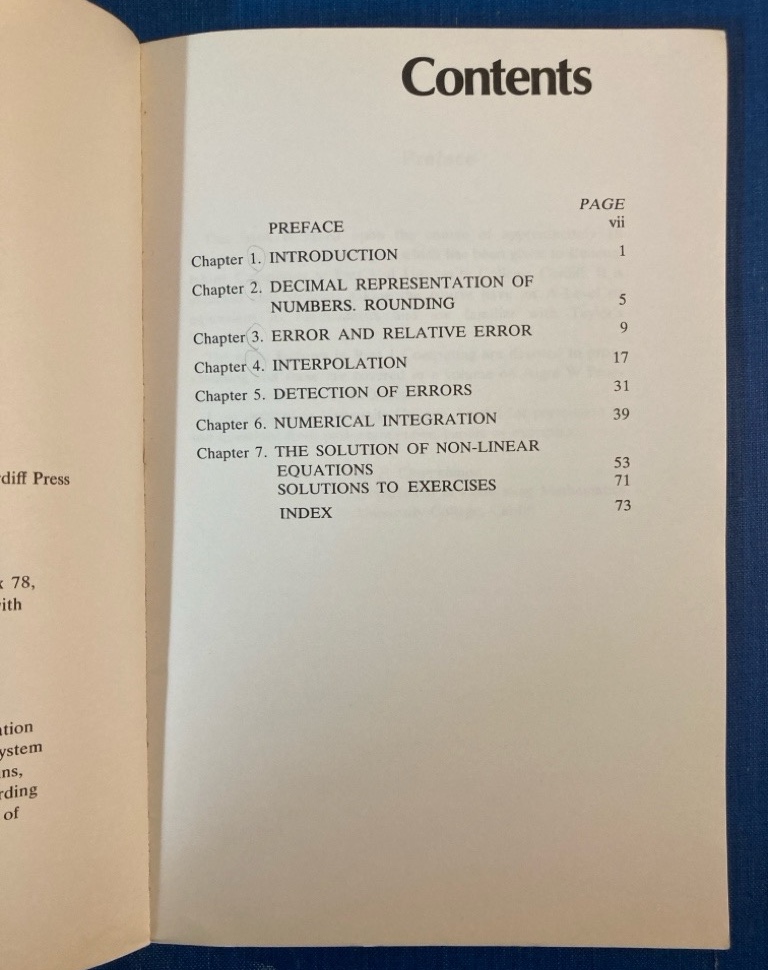 Contents
PAGE
PREFACE vii
Chapter 1. INTRODUCTION 1
Chapter 2. DECIMAL REPRESENTATION OF
NUMBERS. ROUNDING 5
Chapter 3. ERROR AND RELATIVE ERROR 9
Chapter 4. INTERPOLATION 17
Chapter 5. DETECTION OF ERRORS 31
Chapter 6. NUMERICAL INTEGRATION 39
Chapter 7. THE SOLUTION OF NON-LINEAR
EQUATIONS 53
SOLUTIONS TO EXERCISES 71
INDEX 73
diff Press
78,
ith
tion
ystem
ns,
rding
of